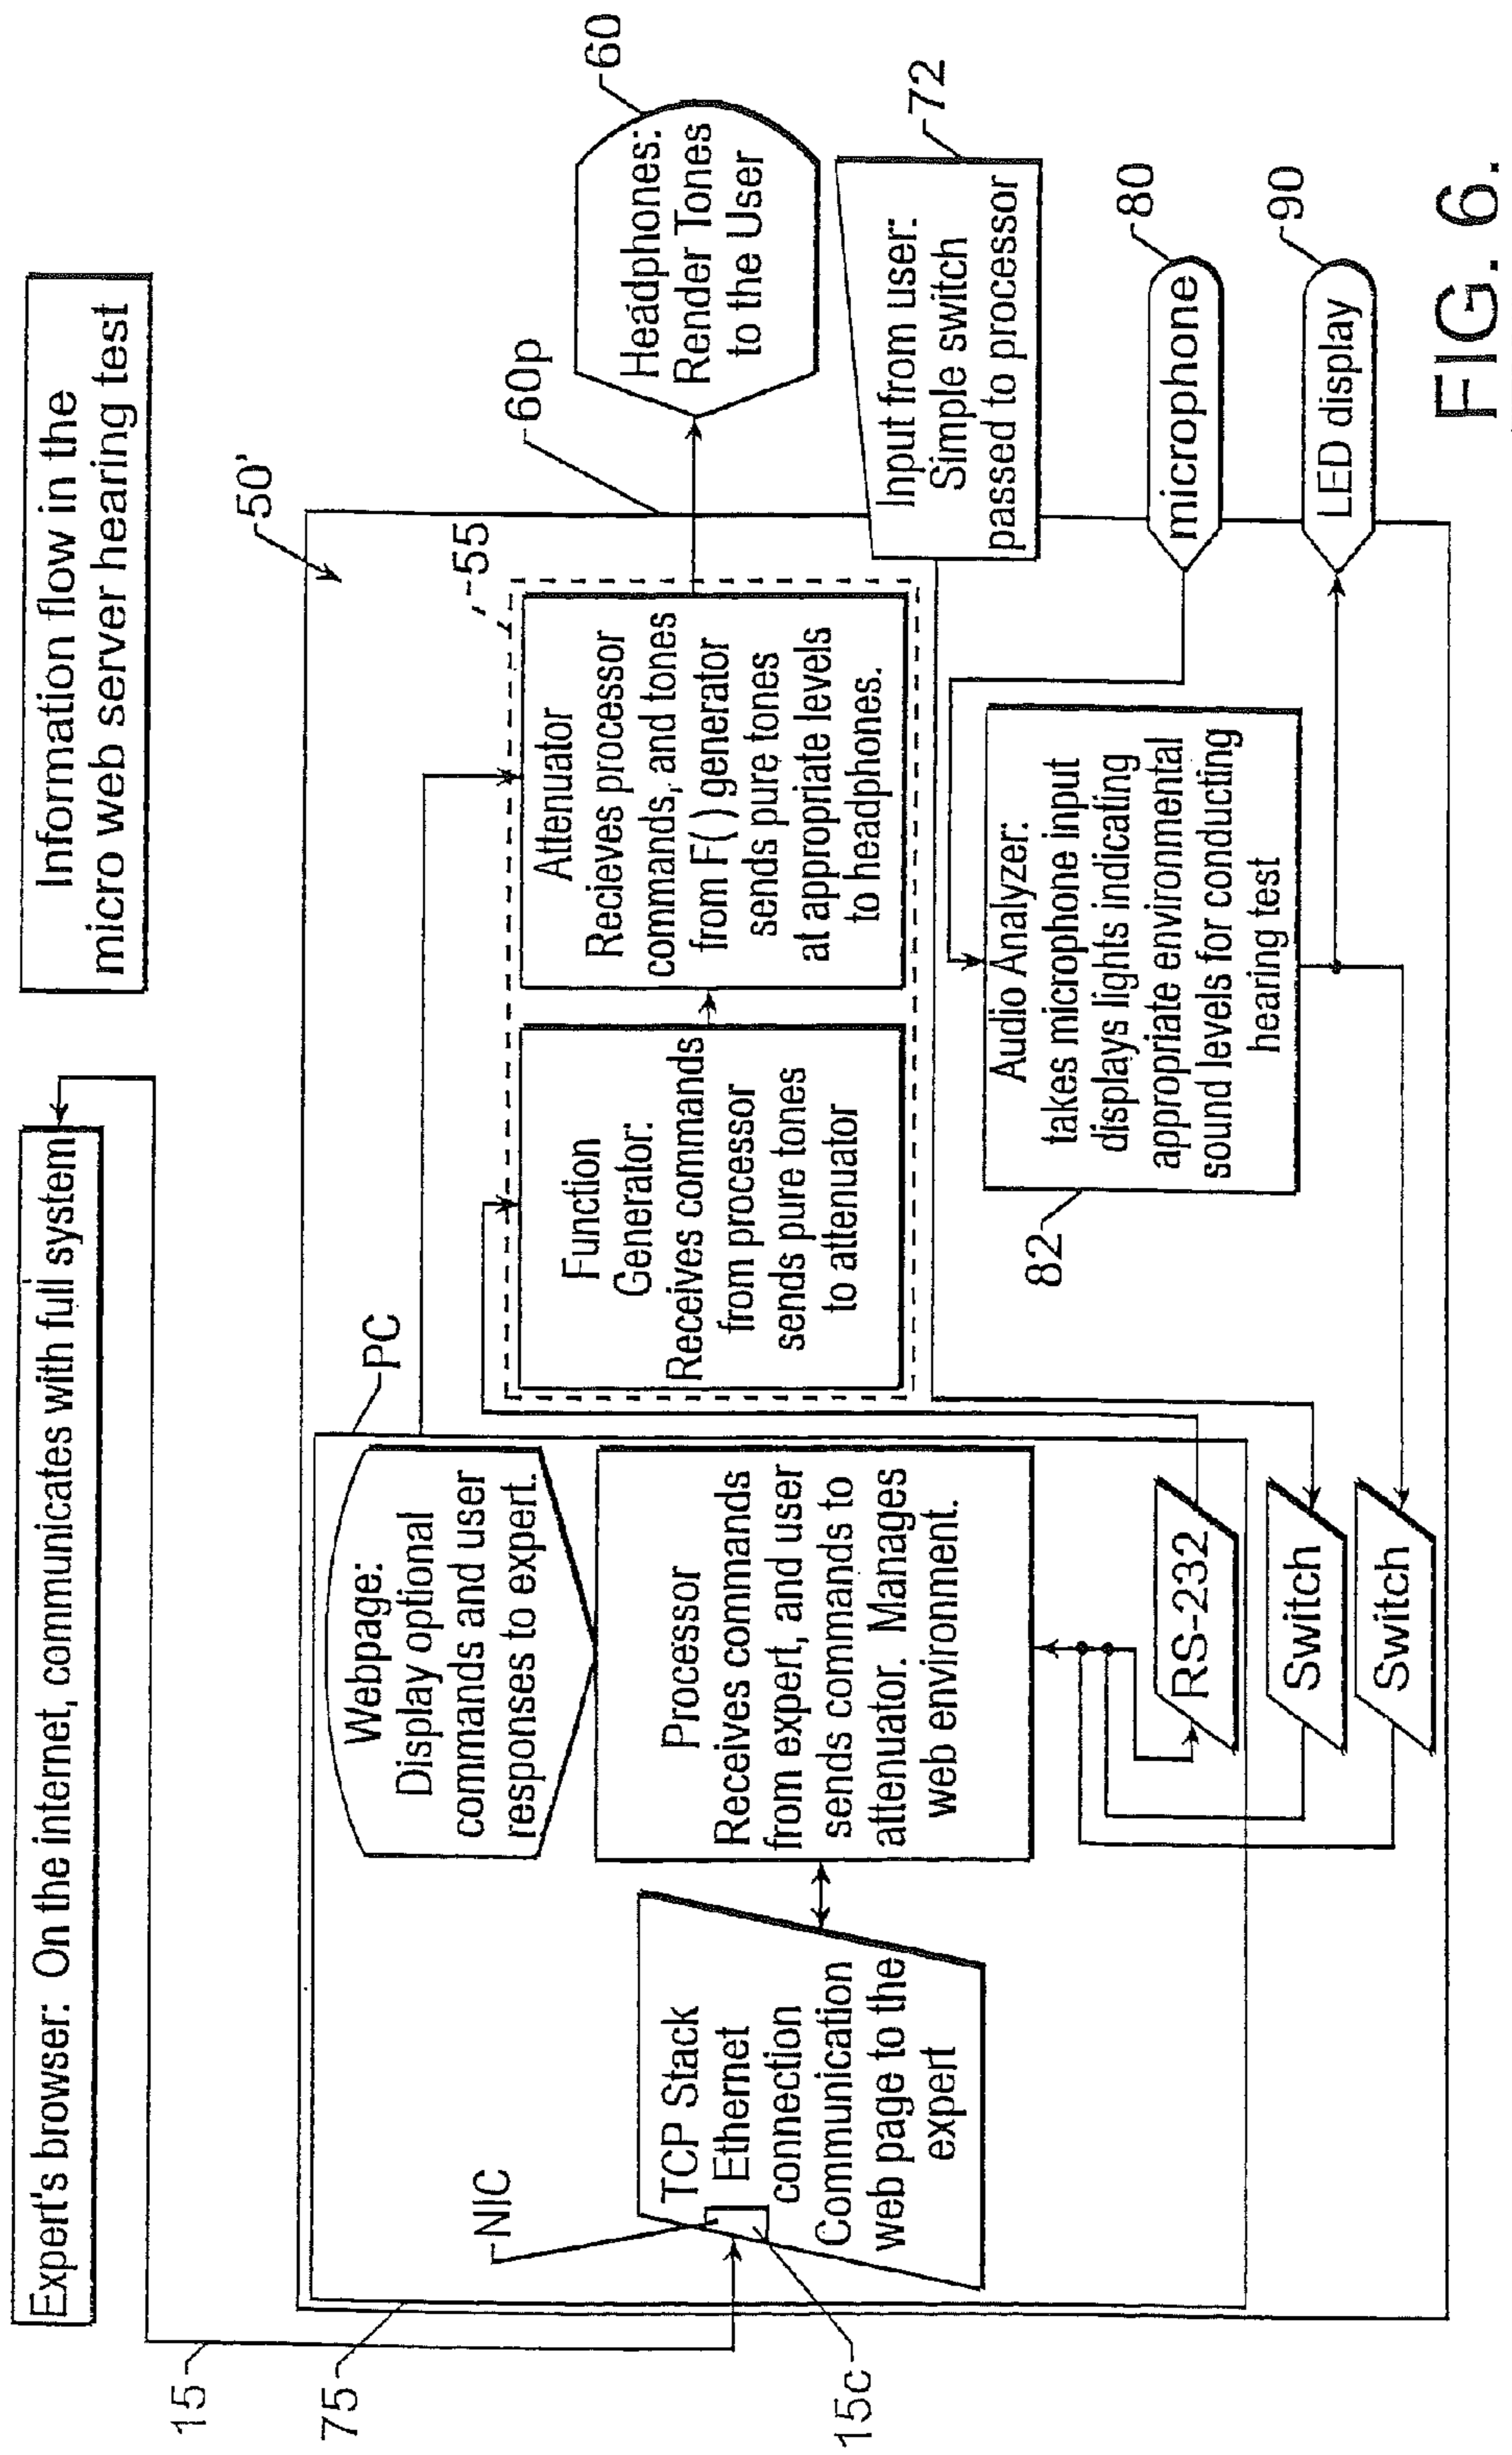 Expert's browser: On the internet, communicates with full system
Information flow in the
micro web server hearing test
15
75
50'
PC
NIC
15c
TCP Stack
Ethernet
connection
Communication
web page to the
expert
Webpage:
Display optional
commands and user
responses to expert.
Processor
Receives commands
from expert, and user
sends commands to
attenuator. Manages
web environment.
RS-232
Switch
Switch
55
Function
Generator:
Receives commands
from processor
sends pure tones
to attenuator
Attenuator
Recieves processor
commands, and tones
from F( ) generator
sends pure tones
at appropriate levels
to headphones.
60p
Headphones:
Render Tones
to the User
60
Input from user:
Simple switch
passed to processor
72
82
Audio Analyzer:
takes microphone input
displays lights indicating
appropriate environmental
sound levels for conducting
hearing test
microphone
80
LED display
90
FIG. 6.